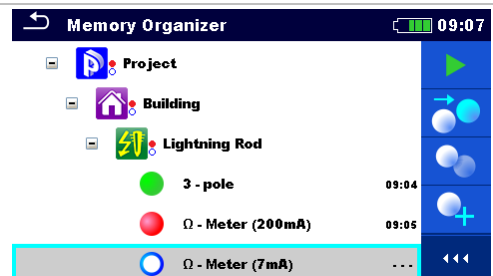 Memory Organizer 09:07
Project
Building
Lightning Rod
3 - pole 09:04
Ω - Meter (200mA) 09:05
Ω - Meter (7mA) - - -